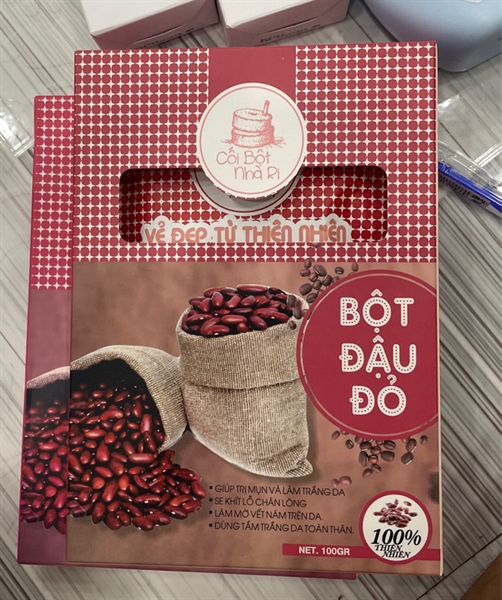 Cối Bột
Nhà Ri
VẺ ĐẸP TỪ THIÊN NHIÊN
BỘT
ĐẬU
ĐỎ
• GIÚP TRỊ MỤN VÀ LÀM TRẮNG DA
• SE KHÍT LỖ CHÂN LÔNG
• LÀM MỜ VẾT NÁM TRÊN DA
• DÙNG TẮM TRẮNG DA TOÀN THÂN.
NET. 100GR
100%
THIÊN
NHIÊN